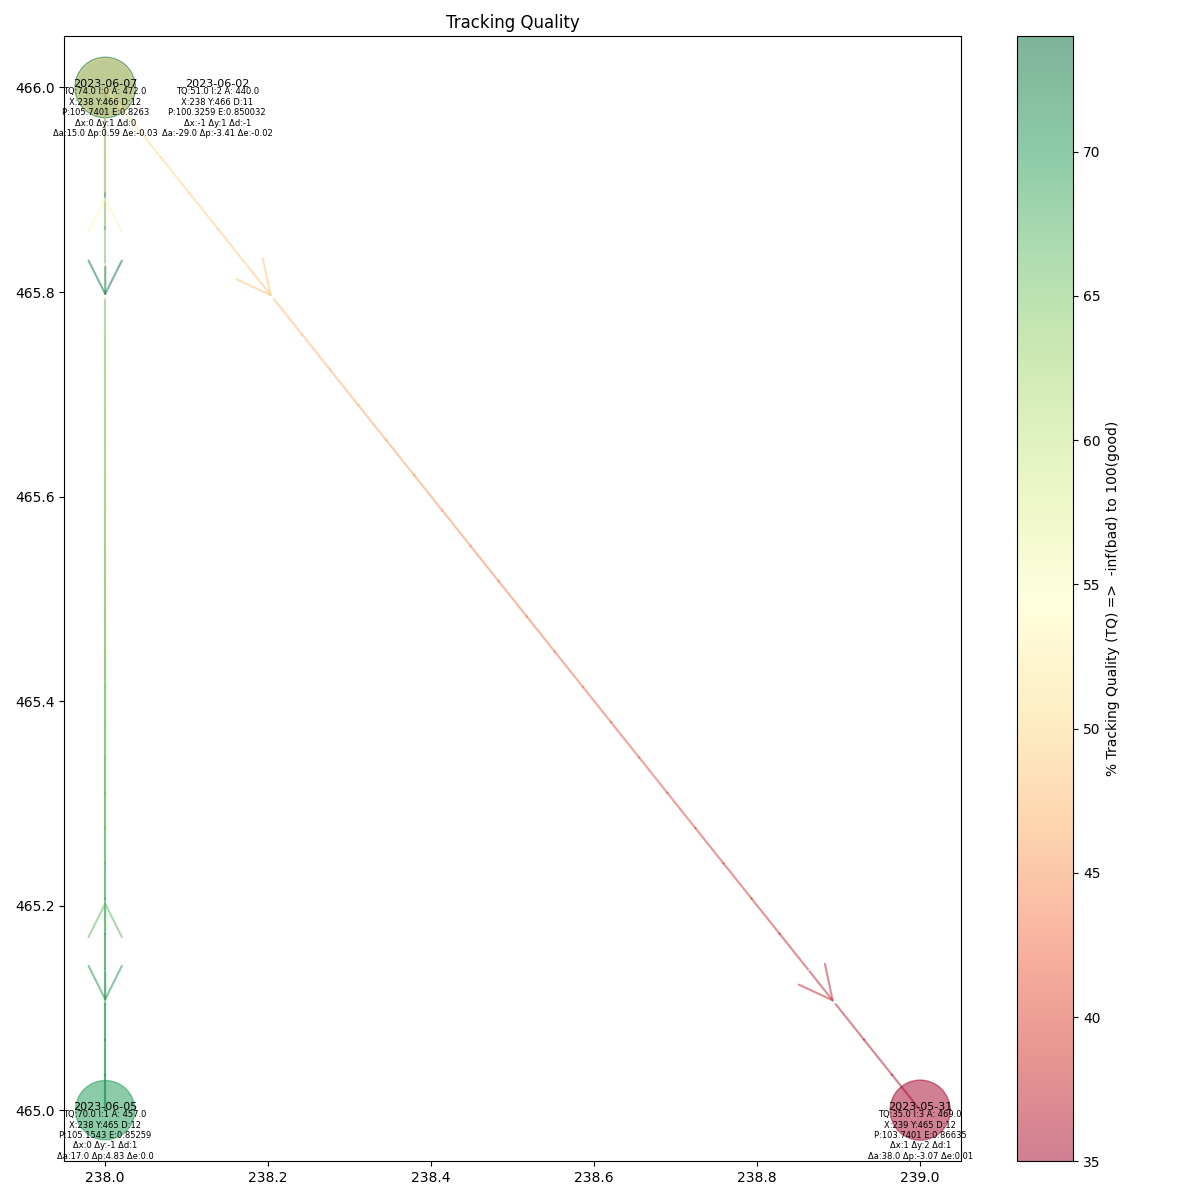 Tracking Quality
2023-06-07
TQ:74.0 I:0 A: 472.0
X:238 Y:466 D:12
P:105.7401 E:0.8263
Δx:0 Δy:1 Δd:0
Δa:15.0 Δp:0.59 Δe:-0.03
2023-06-02
TQ:51.0 I:2 A: 440.0
X:238 Y:466 D:11
P:100.3259 E:0.850032
Δx:-1 Δy:1 Δd:-1
Δa:-29.0 Δp:-3.41 Δe:-0.02
466.0
465.8
465.6
465.4
465.2
465.0
2023-06-05
TQ:70.0 I:1 A: 457.0
X:238 Y:465 D:12
P:105.1543 E:0.85259
Δx:0 Δy:-1 Δd:1
Δa:17.0 Δp:4.83 Δe:0.0
2023-05-31
TQ:35.0 I:3 A: 469.0
X:239 Y:465 D:12
P:103.7401 E:0.86635
Δx:1 Δy:2 Δd:1
Δa:38.0 Δp:-3.07 Δe:0.01
238.0
238.2
238.4
238.6
238.8
239.0
70
65
60
55
50
45
40
35
% Tracking Quality (TQ) =>  -inf(bad) to 100(good)